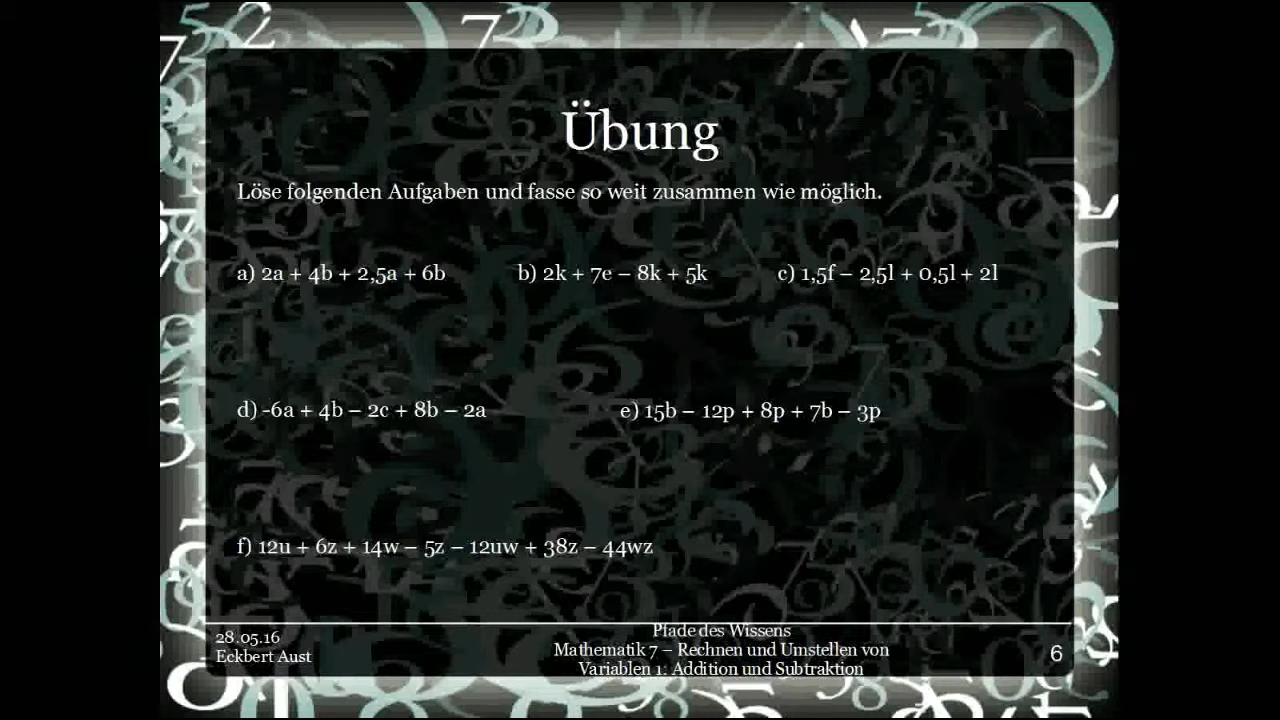 Übung
Löse folgenden Aufgaben und fasse so weit zusammen wie möglich.
a) 2a + 4b + 2,5a + 6b b) 2k + 7e – 8k + 5k c) 1,5f – 2,5l + 0,5l + 2l
d) -6a + 4b – 2c + 8b – 2a e) 15b – 12p + 8p + 7b – 3p
f) 12u + 6z + 14w – 5z – 12uw + 38z – 44wz
28.05.16
Eckbert Aust
Pfade des Wissens
Mathematik 7 – Rechnen und Umstellen von
Variablen 1: Addition und Subtraktion
6